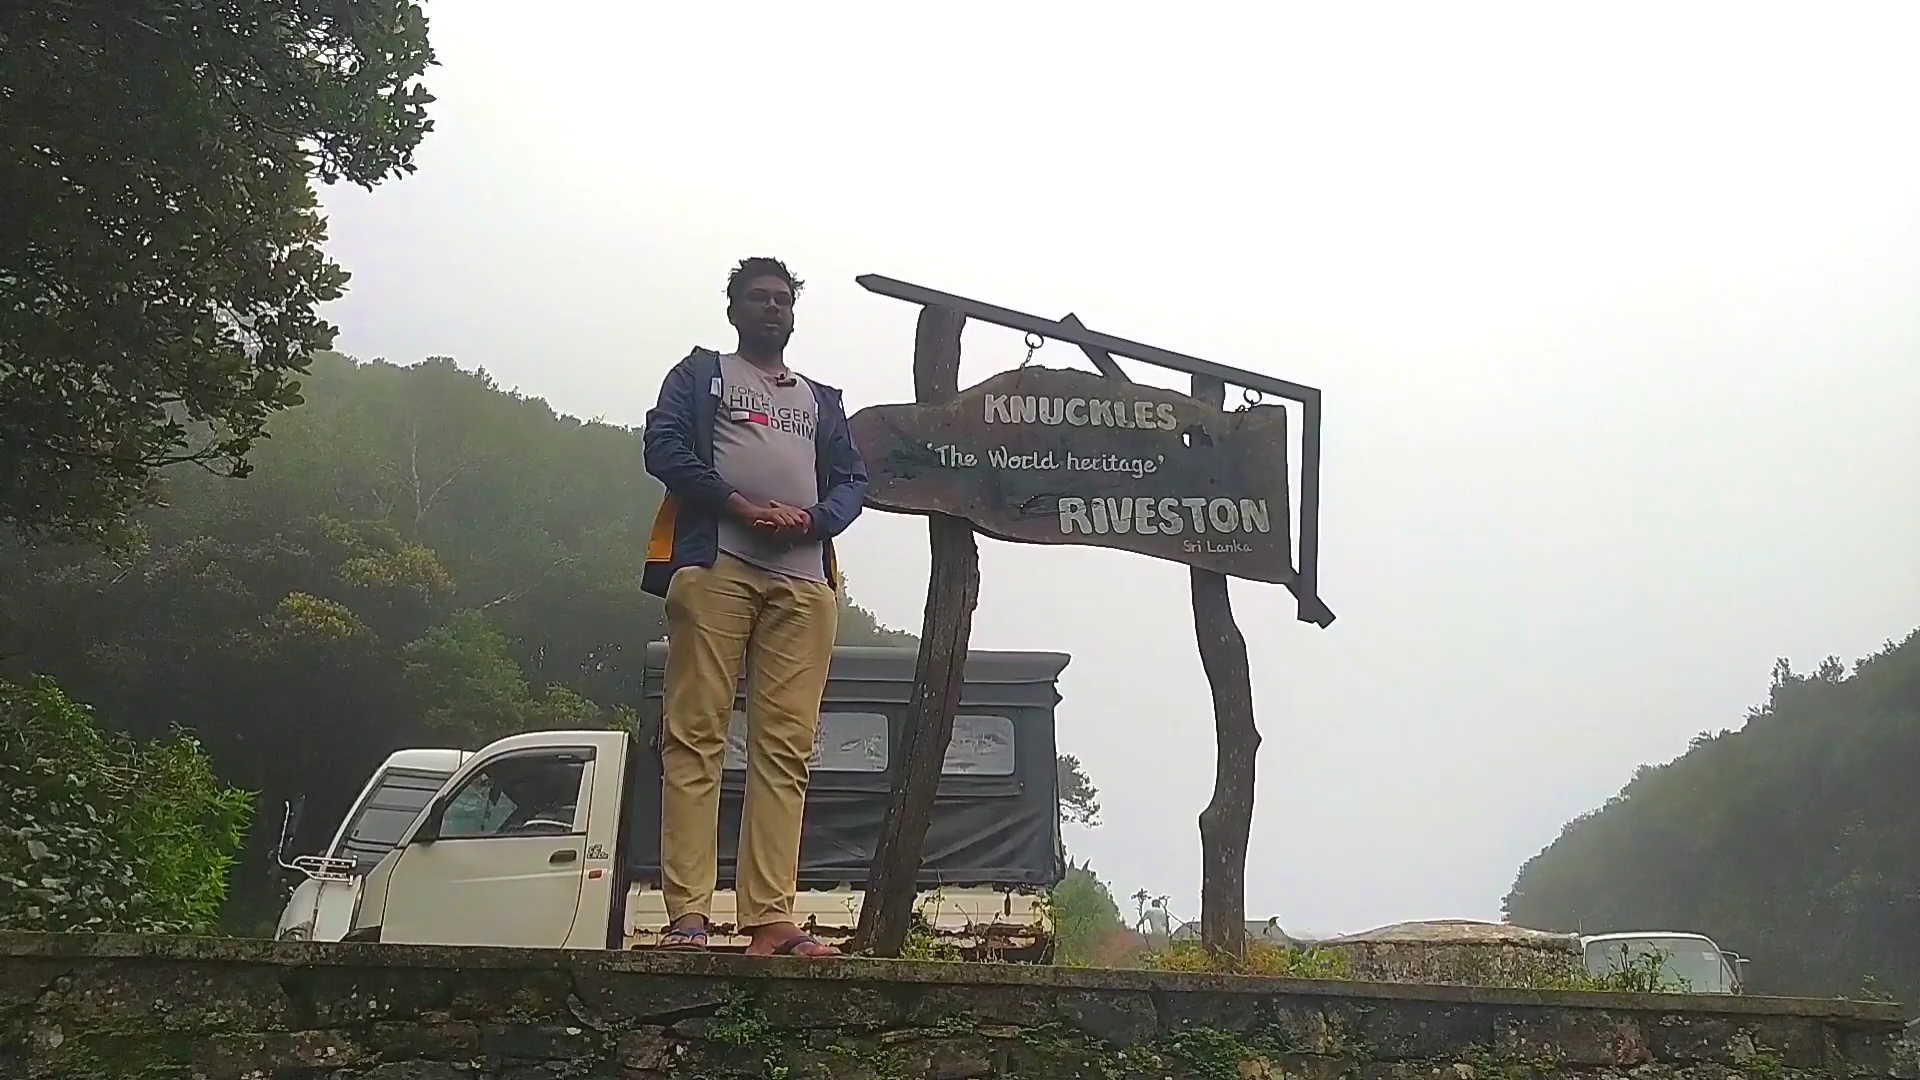 TOMMY
HILFIGER
DENIM
KNUCKLES
'The World heritage'
RIVESTON
Sri Lanka